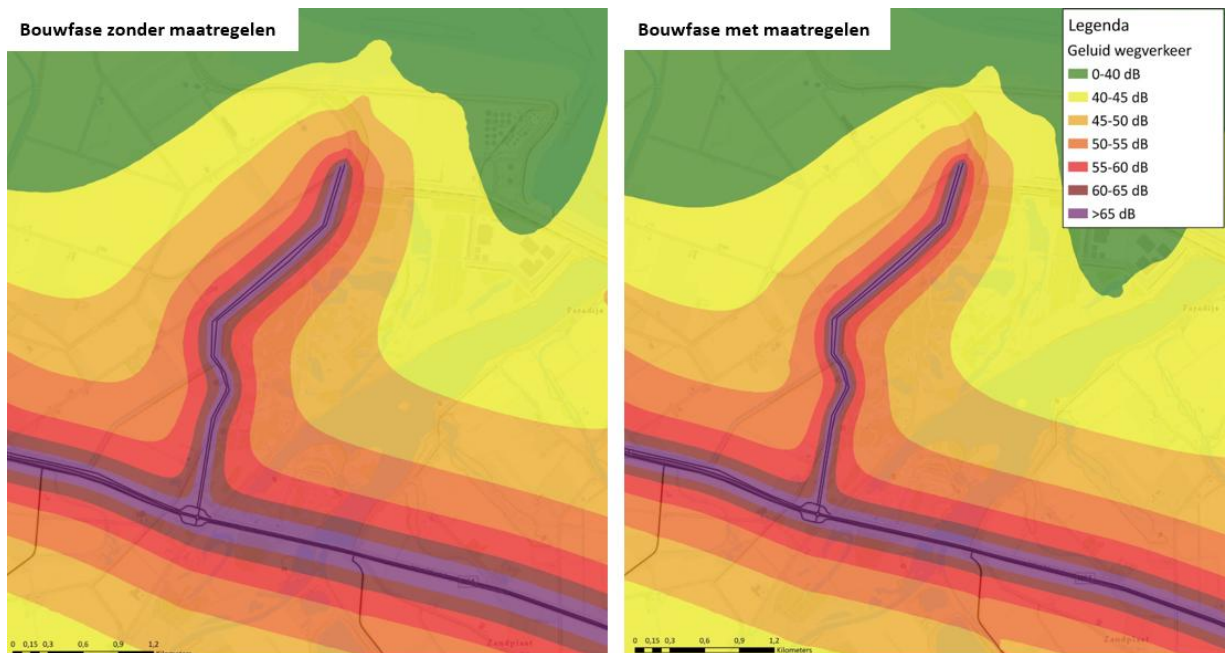 Bouwfase zonder maatregelen
Bouwfase met maatregelen
Legenda
Geluid wegverkeer
0-40 dB
40-45 dB
45-50 dB
50-55 dB
55-60 dB
60-65 dB
>65 dB
Paradijs
Zandplaat
0 0,15 0,3 0,6 0,9 1,2
Kilometers
Zandplaat
0 0,15 0,3 0,6 0,9 1,2
Kilometers